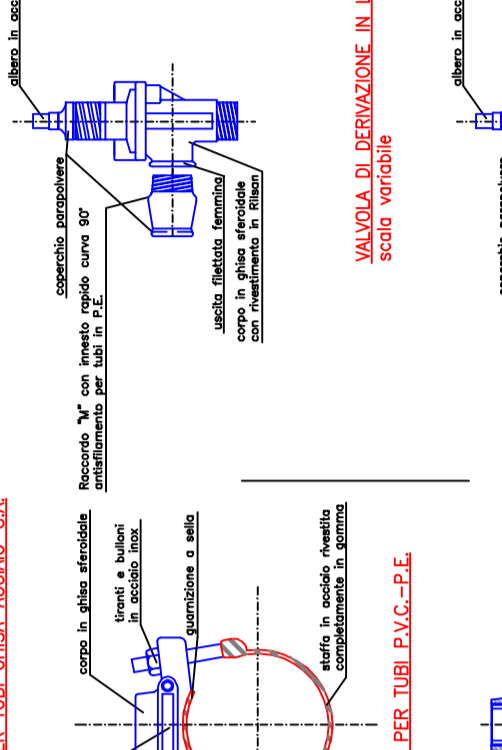 albero in acc
coperchio parapolvere
Raccordo "M" con innesto rapido curva 90°
antisfilamento per tubi in P.E.
uscita filettata femmina
corpo in ghisa sferoidale
con rivestimento in Rilsan
VALVOLA DI DERIVAZIONE IN L
scala variabile
albero in acc
corpo in ghisa sferoidale
tiranti e bulloni
in acciaio inox
guarnizione a sella
staffa in acciaio rivestita
completamente in gomma
PER TUBI P.V.C.-P.E.